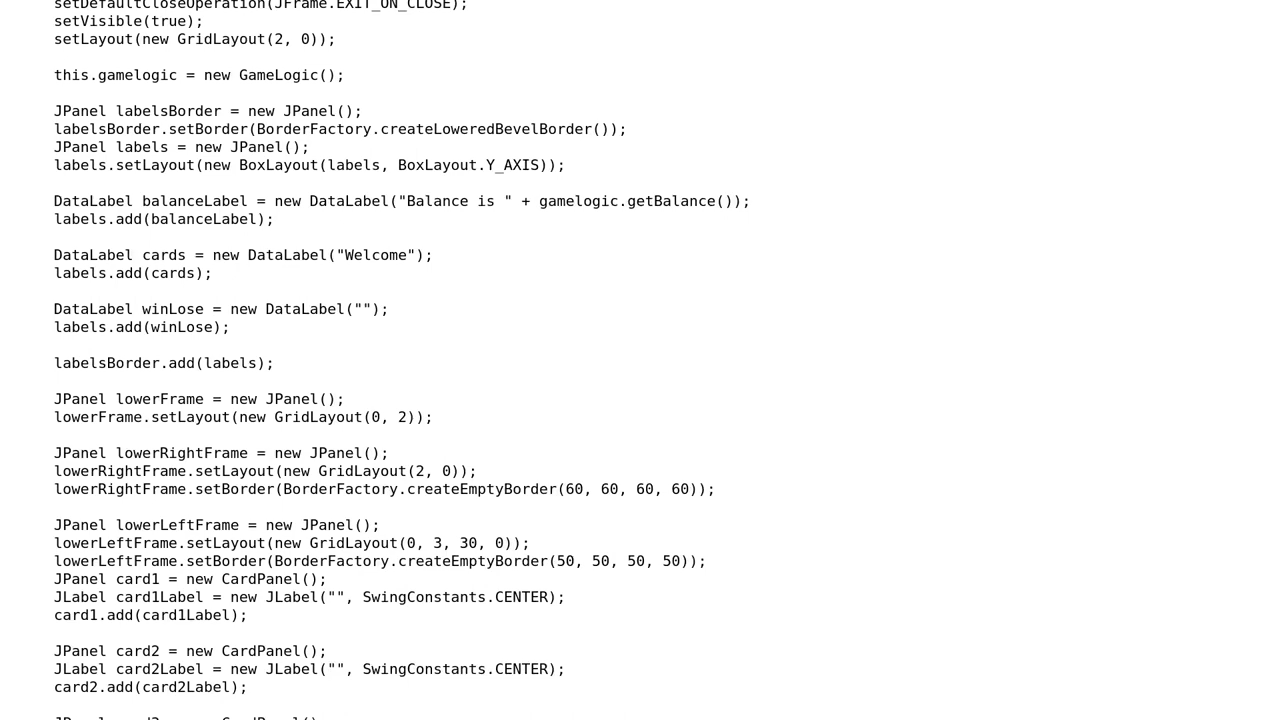 setDefaultCloseOperation(JFrame.EXIT_ON_CLOSE);
setVisible(true);
setLayout(new GridLayout(2, 0));
this.gamelogic = new GameLogic();
JPanel labelsBorder = new JPanel();
labelsBorder.setBorder(BorderFactory.createLoweredBevelBorder());
JPanel labels = new JPanel();
labels.setLayout(new BoxLayout(labels, BoxLayout.Y_AXIS));
DataLabel balanceLabel = new DataLabel("Balance is " + gamelogic.getBalance());
labels.add(balanceLabel);
DataLabel cards = new DataLabel("Welcome");
labels.add(cards);
DataLabel winLose = new DataLabel("");
labels.add(winLose);
labelsBorder.add(labels);
JPanel lowerFrame = new JPanel();
lowerFrame.setLayout(new GridLayout(0, 2));
JPanel lowerRightFrame = new JPanel();
lowerRightFrame.setLayout(new GridLayout(2, 0));
lowerRightFrame.setBorder(BorderFactory.createEmptyBorder(60, 60, 60, 60));
JPanel lowerLeftFrame = new JPanel();
lowerLeftFrame.setLayout(new GridLayout(0, 3, 30, 0));
lowerLeftFrame.setBorder(BorderFactory.createEmptyBorder(50, 50, 50, 50));
JPanel card1 = new CardPanel();
JLabel card1Label = new JLabel("", SwingConstants.CENTER);
card1.add(card1Label);
JPanel card2 = new CardPanel();
JLabel card2Label = new JLabel("", SwingConstants.CENTER);
card2.add(card2Label);